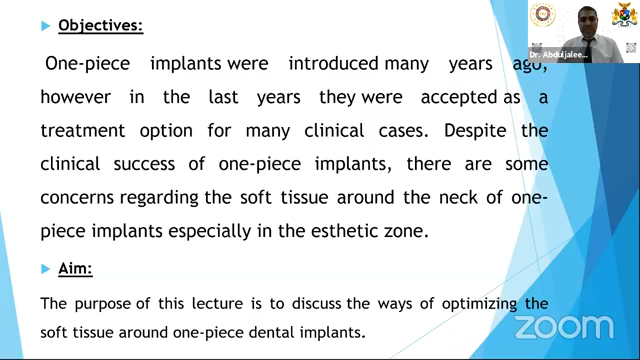 Objectives:
One-piece implants were introduced many years ago,
however in the last years they were accepted as a
treatment option for many clinical cases. Despite the
clinical success of one-piece implants, there are some
concerns regarding the soft tissue around the neck of one-
piece implants especially in the esthetic zone.
Aim:
The purpose of this lecture is to discuss the ways of optimizing the
soft tissue around one-piece dental implants.
Dr. Abduljalee...
zoom